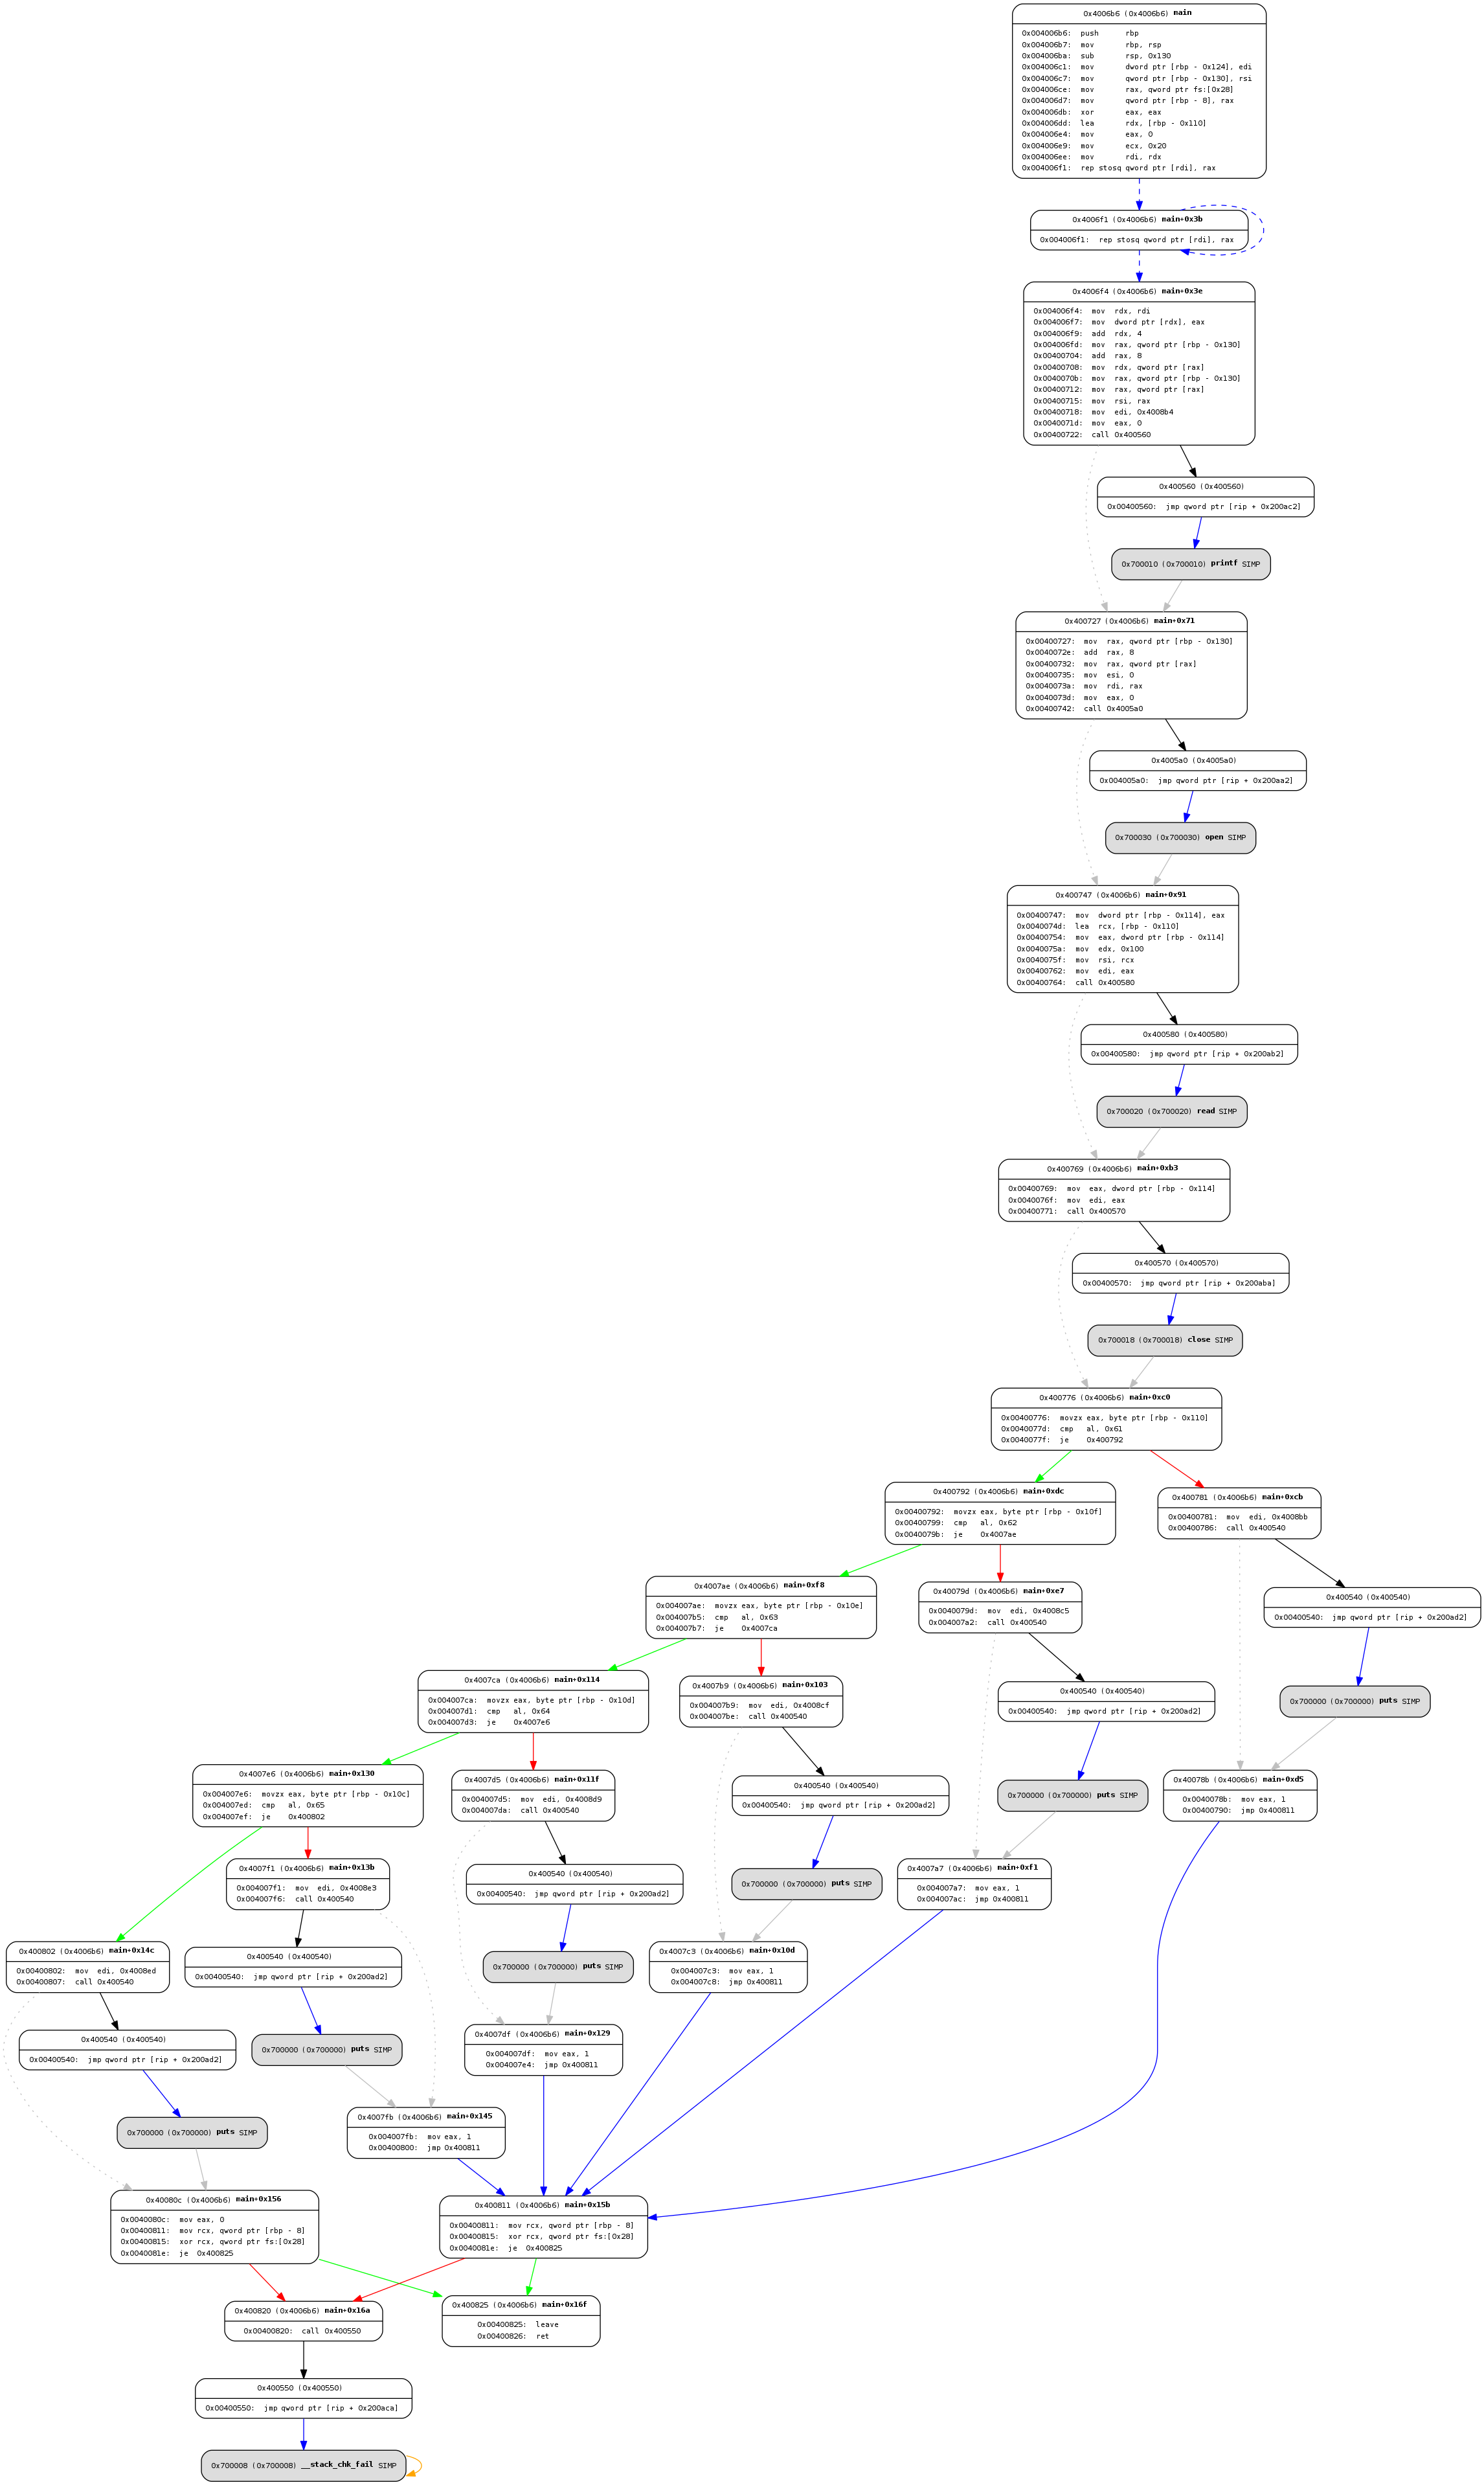 0x4006b6 (0x4006b6) main
0x004006b6: push rbp
0x004006b7: mov rbp, rsp
0x004006ba: sub rsp, 0x130
0x004006c1: mov dword ptr [rbp - 0x124], edi
0x004006c7: mov qword ptr [rbp - 0x130], rsi
0x004006ce: mov rax, qword ptr fs:[0x28]
0x004006d7: mov qword ptr [rbp - 8], rax
0x004006db: xor eax, eax
0x004006dd: lea rdx, [rbp - 0x110]
0x004006e4: mov eax, 0
0x004006e9: mov ecx, 0x20
0x004006ee: mov rdi, rdx
0x004006f1: rep stosq qword ptr [rdi], rax
0x4006f1 (0x4006b6) main+0x3b
0x004006f1: rep stosq qword ptr [rdi], rax
0x4006f4 (0x4006b6) main+0x3e
0x004006f4: mov rdx, rdi
0x004006f7: mov dword ptr [rdx], eax
0x004006f9: add rdx, 4
0x004006fd: mov rax, qword ptr [rbp - 0x130]
0x00400704: add rax, 8
0x00400708: mov rdx, qword ptr [rax]
0x0040070b: mov rax, qword ptr [rbp - 0x130]
0x00400712: mov rax, qword ptr [rax]
0x00400715: mov rsi, rax
0x00400718: mov edi, 0x4008b4
0x0040071d: mov eax, 0
0x00400722: call 0x400560
0x400560 (0x400560)
0x00400560: jmp qword ptr [rip + 0x200ac2]
0x700010 (0x700010) printf SIMP
0x400727 (0x4006b6) main+0x71
0x00400727: mov rax, qword ptr [rbp - 0x130]
0x0040072e: add rax, 8
0x00400732: mov rax, qword ptr [rax]
0x00400735: mov esi, 0
0x0040073a: mov rdi, rax
0x0040073d: mov eax, 0
0x00400742: call 0x4005a0
0x4005a0 (0x4005a0)
0x004005a0: jmp qword ptr [rip + 0x200aa2]
0x700030 (0x700030) open SIMP
0x400747 (0x4006b6) main+0x91
0x00400747: mov dword ptr [rbp - 0x114], eax
0x0040074d: lea rcx, [rbp - 0x110]
0x00400754: mov eax, dword ptr [rbp - 0x114]
0x0040075a: mov edx, 0x100
0x0040075f: mov rsi, rcx
0x00400762: mov edi, eax
0x00400764: call 0x400580
0x400580 (0x400580)
0x00400580: jmp qword ptr [rip + 0x200ab2]
0x700020 (0x700020) read SIMP
0x400769 (0x4006b6) main+0xb3
0x00400769: mov eax, dword ptr [rbp - 0x114]
0x0040076f: mov edi, eax
0x00400771: call 0x400570
0x400570 (0x400570)
0x00400570: jmp qword ptr [rip + 0x200aba]
0x700018 (0x700018) close SIMP
0x400776 (0x4006b6) main+0xc0
0x00400776: movzx eax, byte ptr [rbp - 0x110]
0x0040077d: cmp al, 0x61
0x0040077f: je 0x400792
0x400792 (0x4006b6) main+0xdc
0x00400792: movzx eax, byte ptr [rbp - 0x10f]
0x00400799: cmp al, 0x62
0x0040079b: je 0x4007ae
0x400781 (0x4006b6) main+0xcb
0x00400781: mov edi, 0x4008bb
0x00400786: call 0x400540
0x4007ae (0x4006b6) main+0xf8
0x004007ae: movzx eax, byte ptr [rbp - 0x10e]
0x004007b5: cmp al, 0x63
0x004007b7: je 0x4007ca
0x40079d (0x4006b6) main+0xe7
0x0040079d: mov edi, 0x4008c5
0x004007a2: call 0x400540
0x400540 (0x400540)
0x00400540: jmp qword ptr [rip + 0x200ad2]
0x4007ca (0x4006b6) main+0x114
0x004007ca: movzx eax, byte ptr [rbp - 0x10d]
0x004007d1: cmp al, 0x64
0x004007d3: je 0x4007e6
0x4007b9 (0x4006b6) main+0x103
0x004007b9: mov edi, 0x4008cf
0x004007be: call 0x400540
0x400540 (0x400540)
0x00400540: jmp qword ptr [rip + 0x200ad2]
0x700000 (0x700000) puts SIMP
0x4007e6 (0x4006b6) main+0x130
0x004007e6: movzx eax, byte ptr [rbp - 0x10c]
0x004007ed: cmp al, 0x65
0x004007ef: je 0x400802
0x4007d5 (0x4006b6) main+0x11f
0x004007d5: mov edi, 0x4008d9
0x004007da: call 0x400540
0x400540 (0x400540)
0x00400540: jmp qword ptr [rip + 0x200ad2]
0x700000 (0x700000) puts SIMP
0x40078b (0x4006b6) main+0xd5
0x0040078b: mov eax, 1
0x00400790: jmp 0x400811
0x4007f1 (0x4006b6) main+0x13b
0x004007f1: mov edi, 0x4008e3
0x004007f6: call 0x400540
0x400540 (0x400540)
0x00400540: jmp qword ptr [rip + 0x200ad2]
0x700000 (0x700000) puts SIMP
0x4007a7 (0x4006b6) main+0xf1
0x004007a7: mov eax, 1
0x004007ac: jmp 0x400811
0x400802 (0x4006b6) main+0x14c
0x00400802: mov edi, 0x4008ed
0x00400807: call 0x400540
0x400540 (0x400540)
0x00400540: jmp qword ptr [rip + 0x200ad2]
0x700000 (0x700000) puts SIMP
0x4007c3 (0x4006b6) main+0x10d
0x004007c3: mov eax, 1
0x004007c8: jmp 0x400811
0x400540 (0x400540)
0x00400540: jmp qword ptr [rip + 0x200ad2]
0x700000 (0x700000) puts SIMP
0x4007df (0x4006b6) main+0x129
0x004007df: mov eax, 1
0x004007e4: jmp 0x400811
0x700000 (0x700000) puts SIMP
0x4007fb (0x4006b6) main+0x145
0x004007fb: mov eax, 1
0x00400800: jmp 0x400811
0x40080c (0x4006b6) main+0x156
0x0040080c: mov eax, 0
0x00400811: mov rcx, qword ptr [rbp - 8]
0x00400815: xor rcx, qword ptr fs:[0x28]
0x0040081e: je 0x400825
0x400811 (0x4006b6) main+0x15b
0x00400811: mov rcx, qword ptr [rbp - 8]
0x00400815: xor rcx, qword ptr fs:[0x28]
0x0040081e: je 0x400825
0x400820 (0x4006b6) main+0x16a
0x00400820: call 0x400550
0x400825 (0x4006b6) main+0x16f
0x00400825: leave
0x00400826: ret
0x400550 (0x400550)
0x00400550: jmp qword ptr [rip + 0x200aca]
0x700008 (0x700008) __stack_chk_fail SIMP